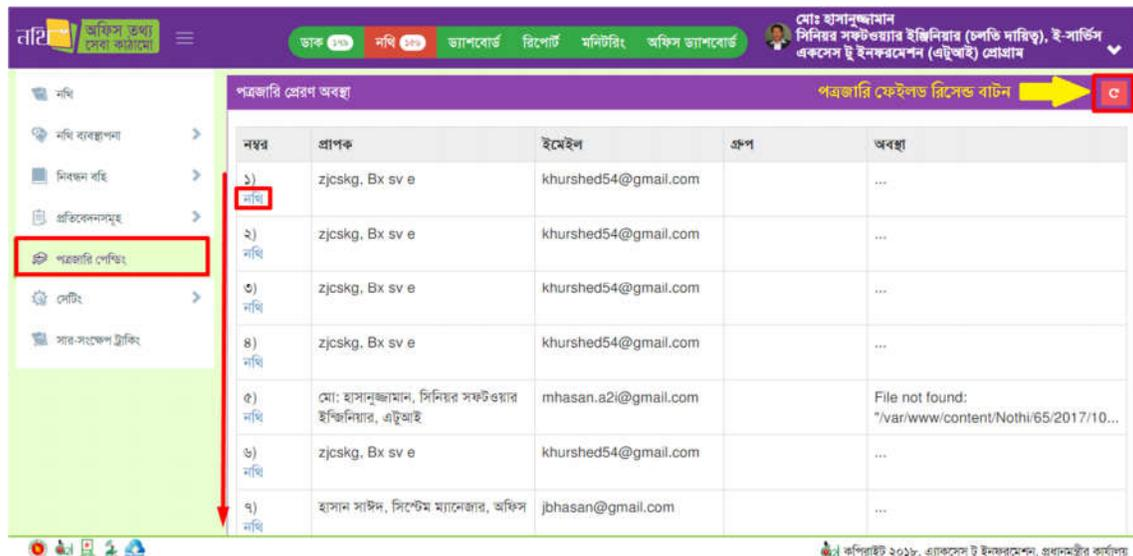 নথি অফিস তথ্য
সেবা কাঠামো
ডাক ১৭৯ নথি ১৫৬ ড্যাশবোর্ড রিপোর্ট মনিটরিং অফিস ড্যাশবোর্ড
মোঃ হাসানুজ্জামান
সিনিয়র সফটওয়্যার ইঞ্জিনিয়ার (চলতি দায়িত্ব), ই-সার্ভিস
একসেস টু ইনফরমেশন (এটুআই) প্রোগ্রাম
নথি
নথি ব্যবস্থাপনা
নিবন্ধন বহি
প্রতিবেদনসমূহ
পত্রজারি পেন্ডিং
সেটিং
সার-সংক্ষেপ ট্রাকিং
পত্রজারি প্রেরণ অবস্থা পত্রজারি ফেইলড রিসেন্ড বাটন
নম্বর প্রাপক ইমেইল গ্রুপ অবস্থা
১) zjcskg, Bx sv e khurshed54@gmail.com ...
নথি
২) zjcskg, Bx sv e khurshed54@gmail.com ...
নথি
৩) zjcskg, Bx sv e khurshed54@gmail.com ...
নথি
৪) zjcskg, Bx sv e khurshed54@gmail.com ...
নথি
৫) মো: হাসানুজ্জামান, সিনিয়র সফটওয়ার mhasan.a2i@gmail.com File not found:
নথি ইন্জিনিয়ার, এটুআই "/var/www/content/Nothi/65/2017/10...
৬) zjcskg, Bx sv e khurshed54@gmail.com ...
নথি
৭) হাসান সাঈদ, সিস্টেম ম্যানেজার, অফিস jbhasan@gmail.com ...
নথি
কপিরাইট ২০১৮, এ্যাকসেস টু ইনফরমেশন, প্রধানমন্ত্রীর কার্যালয়